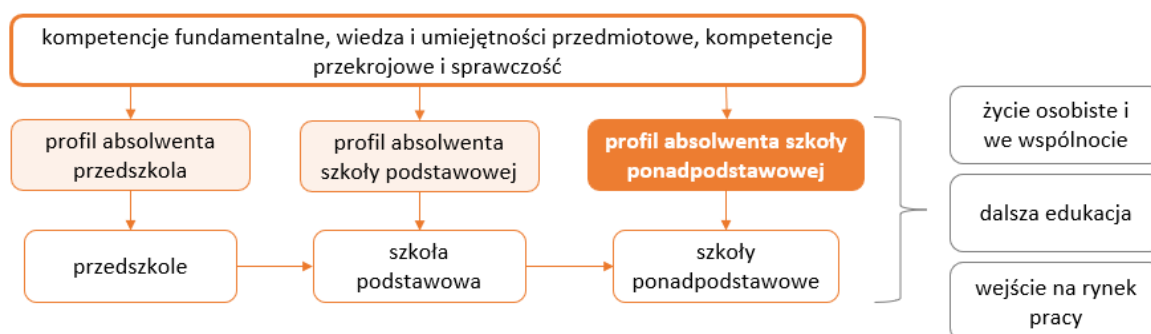 kompetencje fundamentalne, wiedza i umiejętności przedmiotowe, kompetencje
przekrojowe i sprawczość
profil absolwenta
przedszkola
profil absolwenta
szkoły podstawowej
profil absolwenta szkoły
ponadpodstawowej
przedszkole
szkoła
podstawowa
szkoły
ponadpodstawowe
życie osobiste i
we wspólnocie
dalsza edukacja
wejście na rynek
pracy